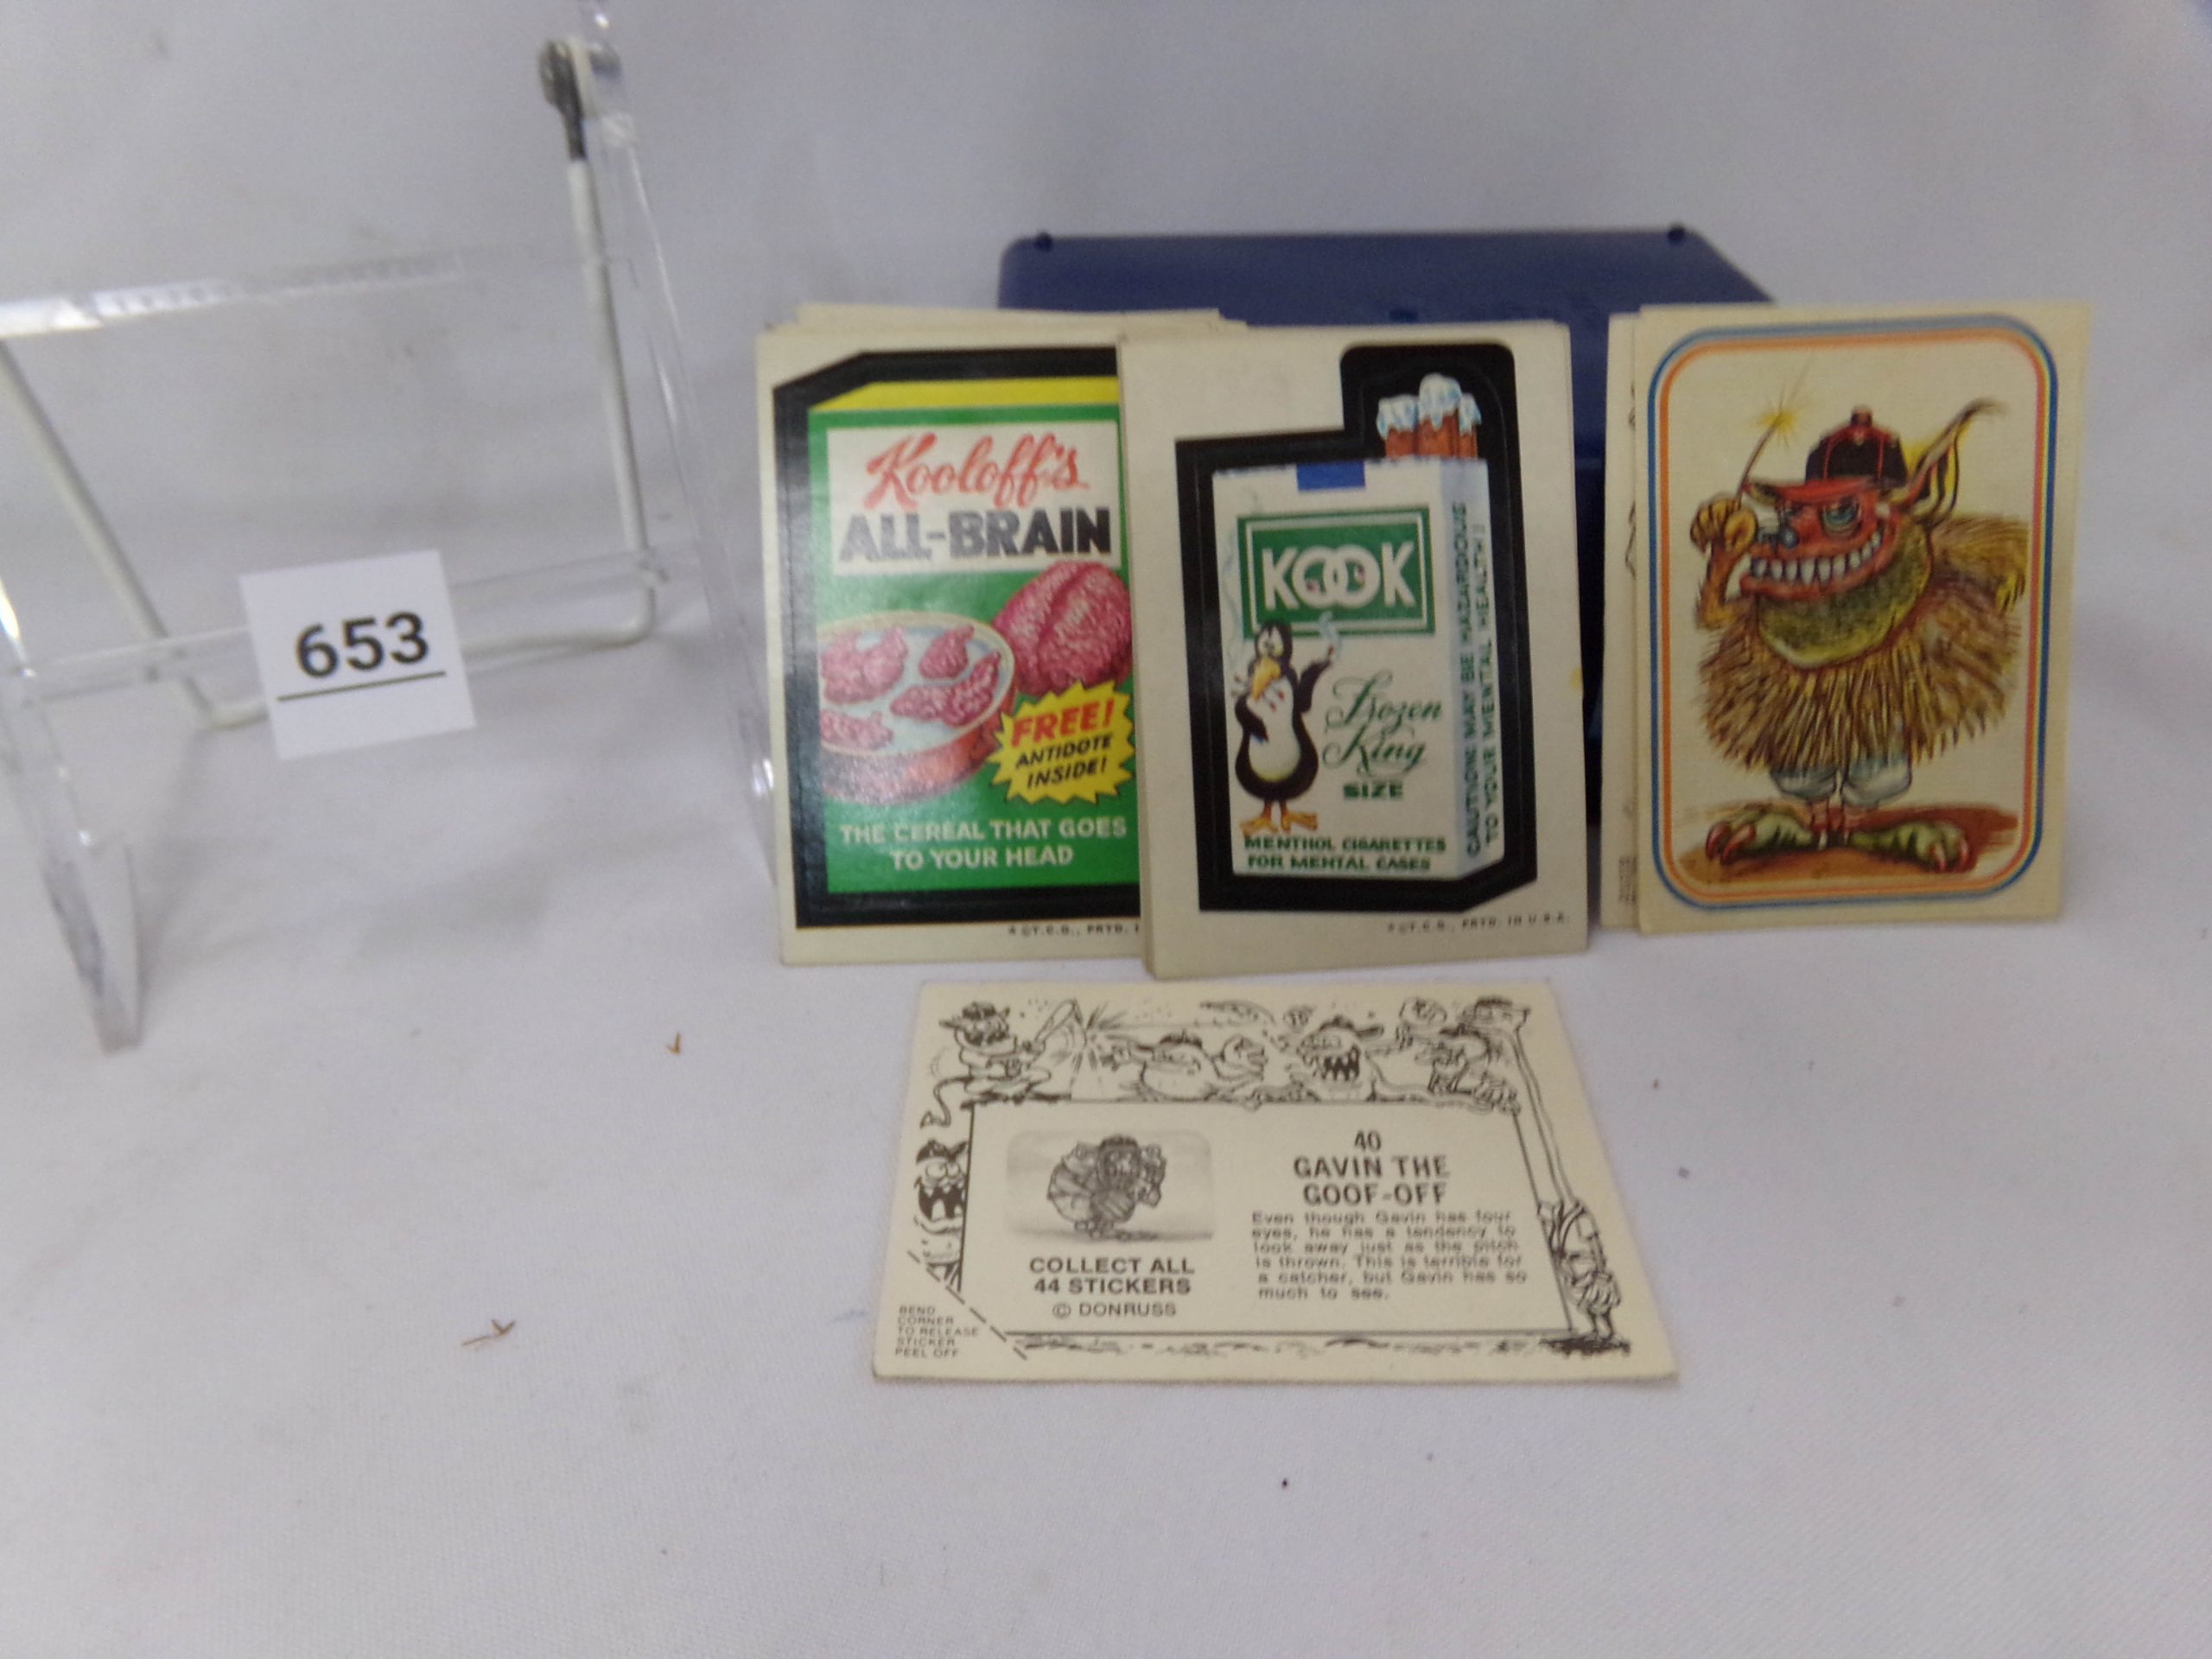 653
Kooloff's
ALL-BRAIN
FREE!
ANTIDOTE
INSIDE!
THE CEREAL THAT GOES
TO YOUR HEAD
© T.C.G., PRTD. I
KOOK
Frozen
King
SIZE
MENTHOL CIGARETTES
FOR MENTAL CASES
CAUTION: MAY BE HAZARDOUS
TO YOUR MENTAL HEALTH!
© T.C.G., PRTD. IN U.S.A.
40
GAVIN THE
GOOF-OFF
Even though Gavin has four
eyes, he has a tendency to
look away just as the pitch
is thrown. This is terrible for
a catcher, but Gavin has so
much to see.
COLLECT ALL
44 STICKERS
© DONRUSS
BEND
CORNER
TO RELEASE
STICKER
PEEL OFF